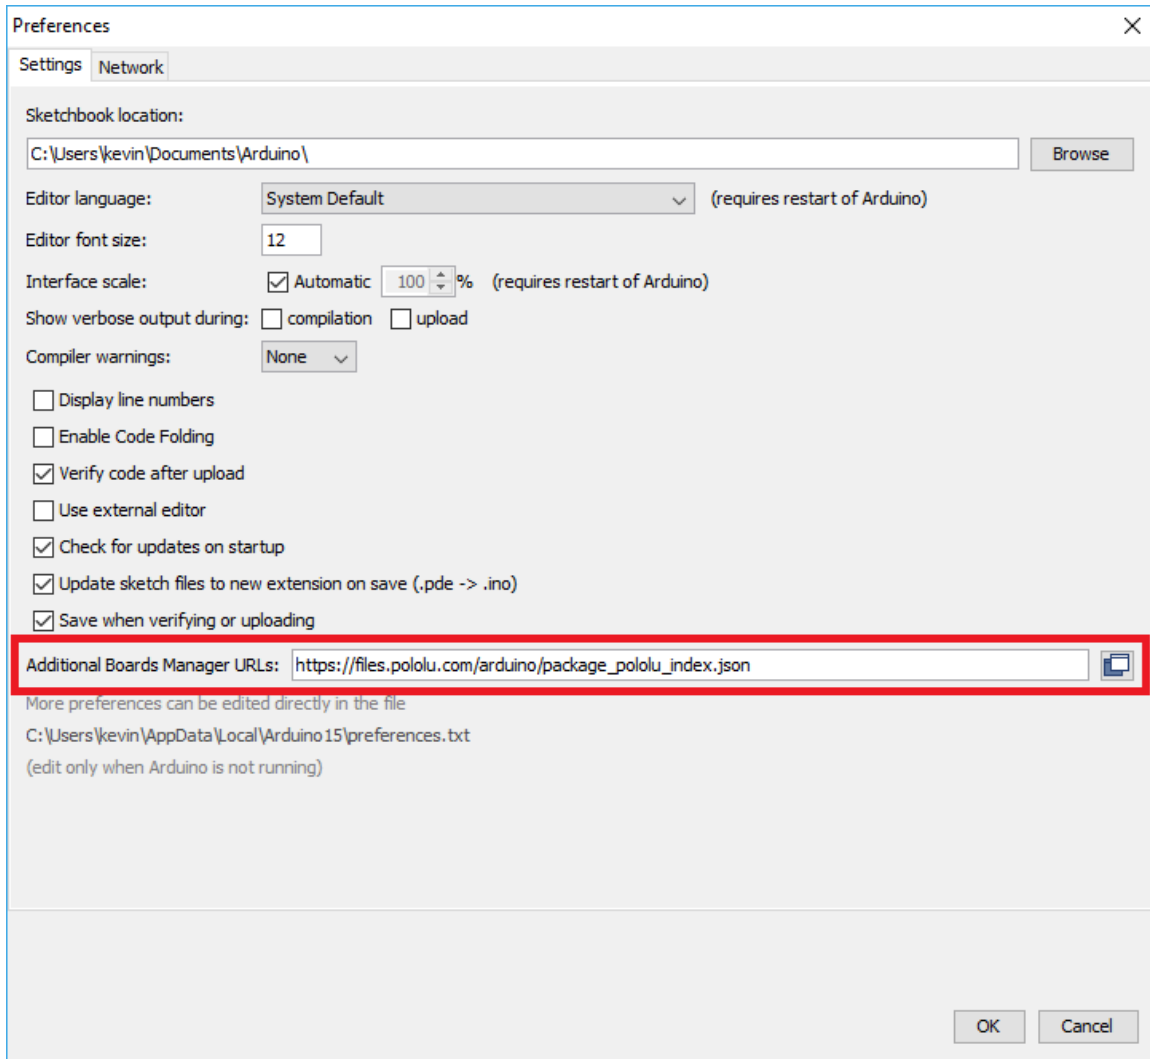 Preferences
Settings Network
Sketchbook location:
C:\Users\kevin\Documents\Arduino\ Browse
Editor language: System Default (requires restart of Arduino)
Editor font size: 12
Interface scale: Automatic 100 % (requires restart of Arduino)
Show verbose output during: compilation upload
Compiler warnings: None
Display line numbers
Enable Code Folding
Verify code after upload
Use external editor
Check for updates on startup
Update sketch files to new extension on save (.pde -> .ino)
Save when verifying or uploading
Additional Boards Manager URLs: https://files.pololu.com/arduino/package_pololu_index.json
More preferences can be edited directly in the file
C:\Users\kevin\AppData\Local\Arduino15\preferences.txt
(edit only when Arduino is not running)
OK Cancel